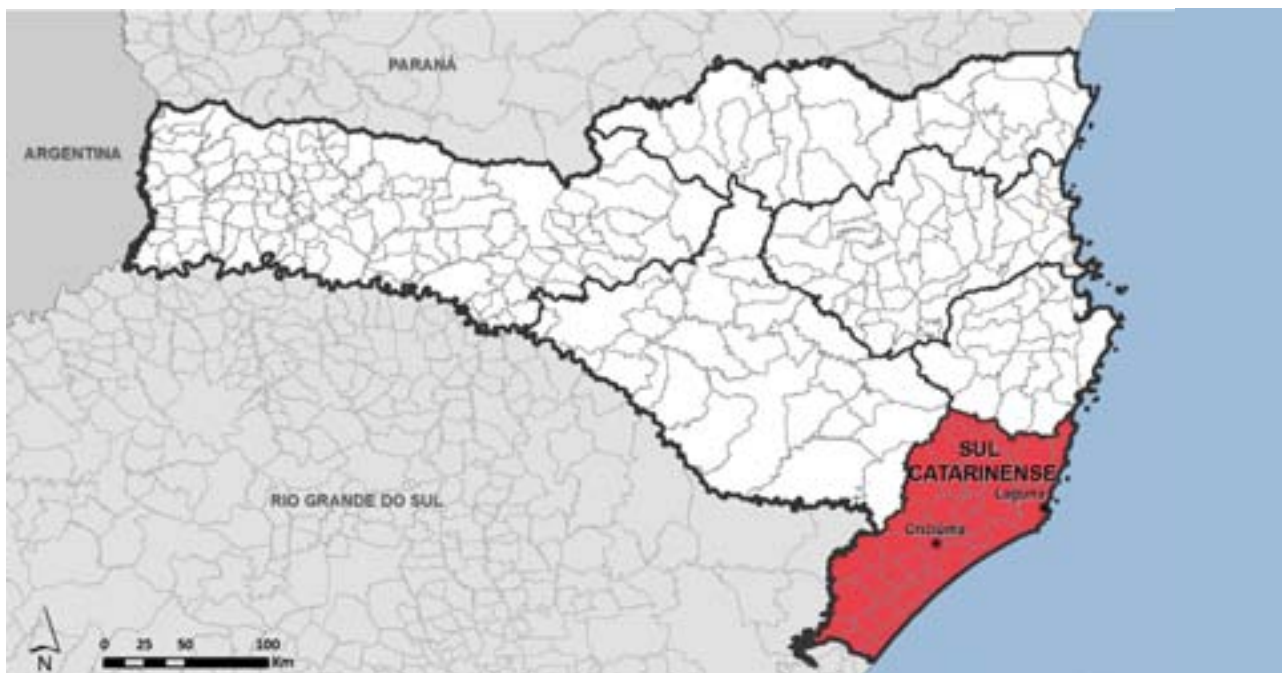 PARANÁ
ARGENTINA
SUL
CATARINENSE
Laguna
RIO GRANDE DO SUL
Criciúma
0 25 50 100
Km
N